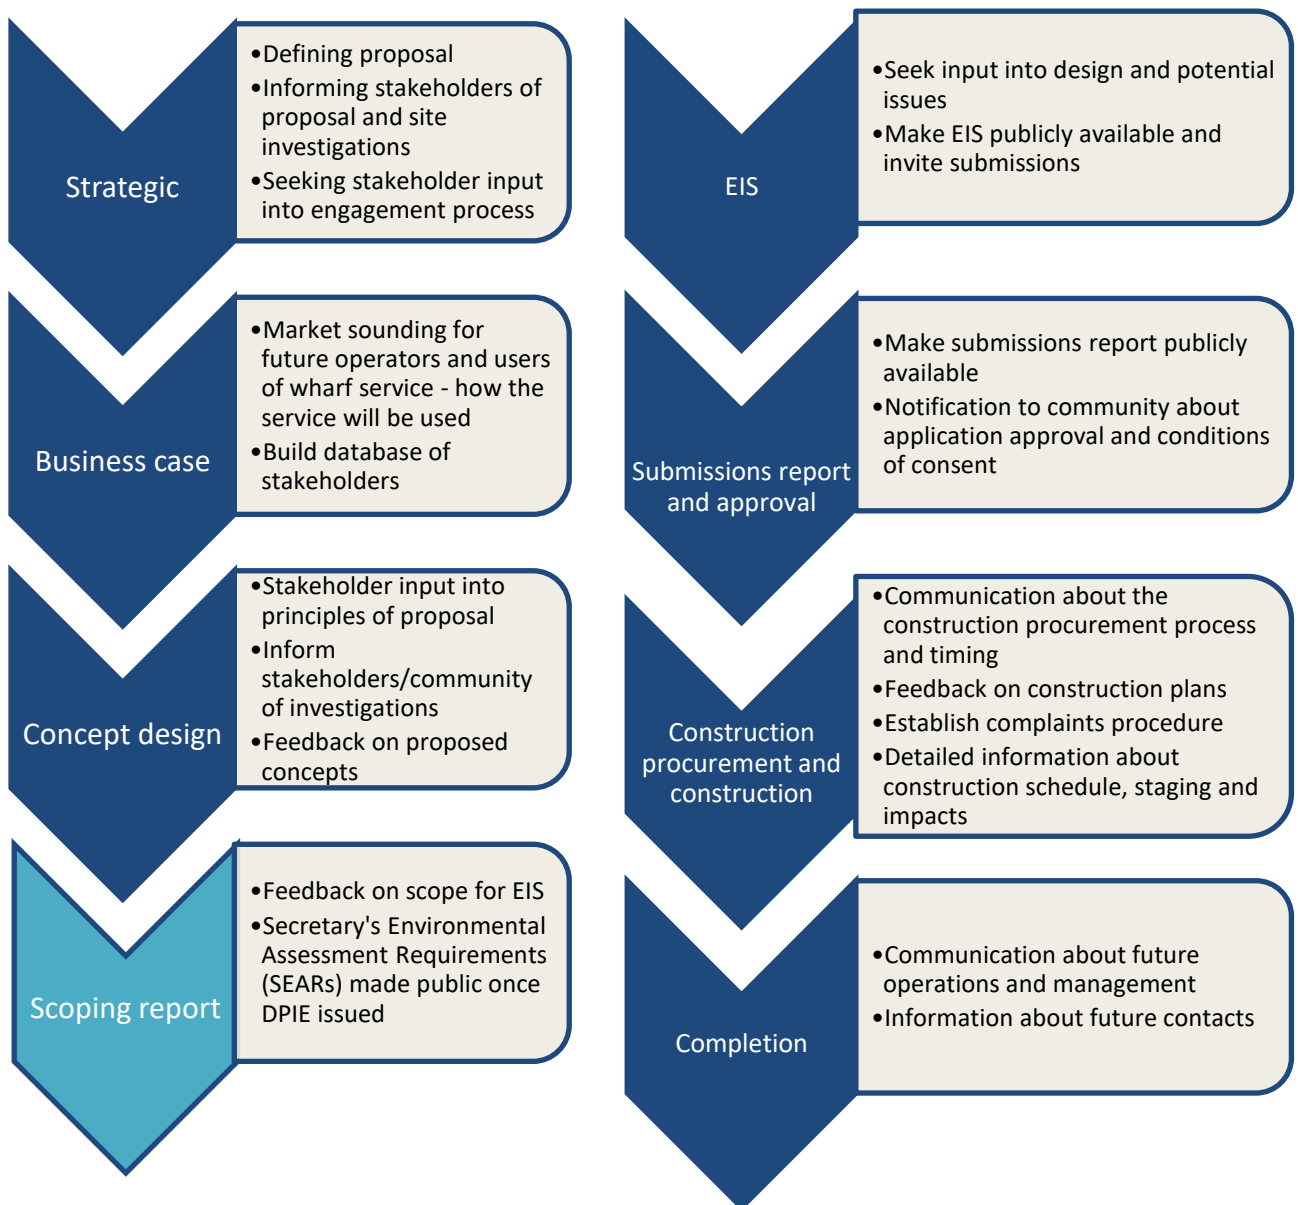 Strategic
•Defining proposal
•Informing stakeholders of
proposal and site
investigations
•Seeking stakeholder input
into engagement process
Business case
•Market sounding for
future operators and users
of wharf service - how the
service will be used
•Build database of
stakeholders
Concept design
•Stakeholder input into
principles of proposal
•Inform
stakeholders/community
of investigations
•Feedback on proposed
concepts
Scoping report
•Feedback on scope for EIS
•Secretary's Environmental
Assessment Requirements
(SEARs) made public once
DPIE issued
EIS
•Seek input into design and potential
issues
•Make EIS publicly available and
invite submissions
Submissions report
and approval
•Make submissions report publicly
available
•Notification to community about
application approval and conditions
of consent
Construction
procurement and
construction
•Communication about the
construction procurement process
and timing
•Feedback on construction plans
•Establish complaints procedure
•Detailed information about
construction schedule, staging and
impacts
Completion
•Communication about future
operations and management
•Information about future contacts